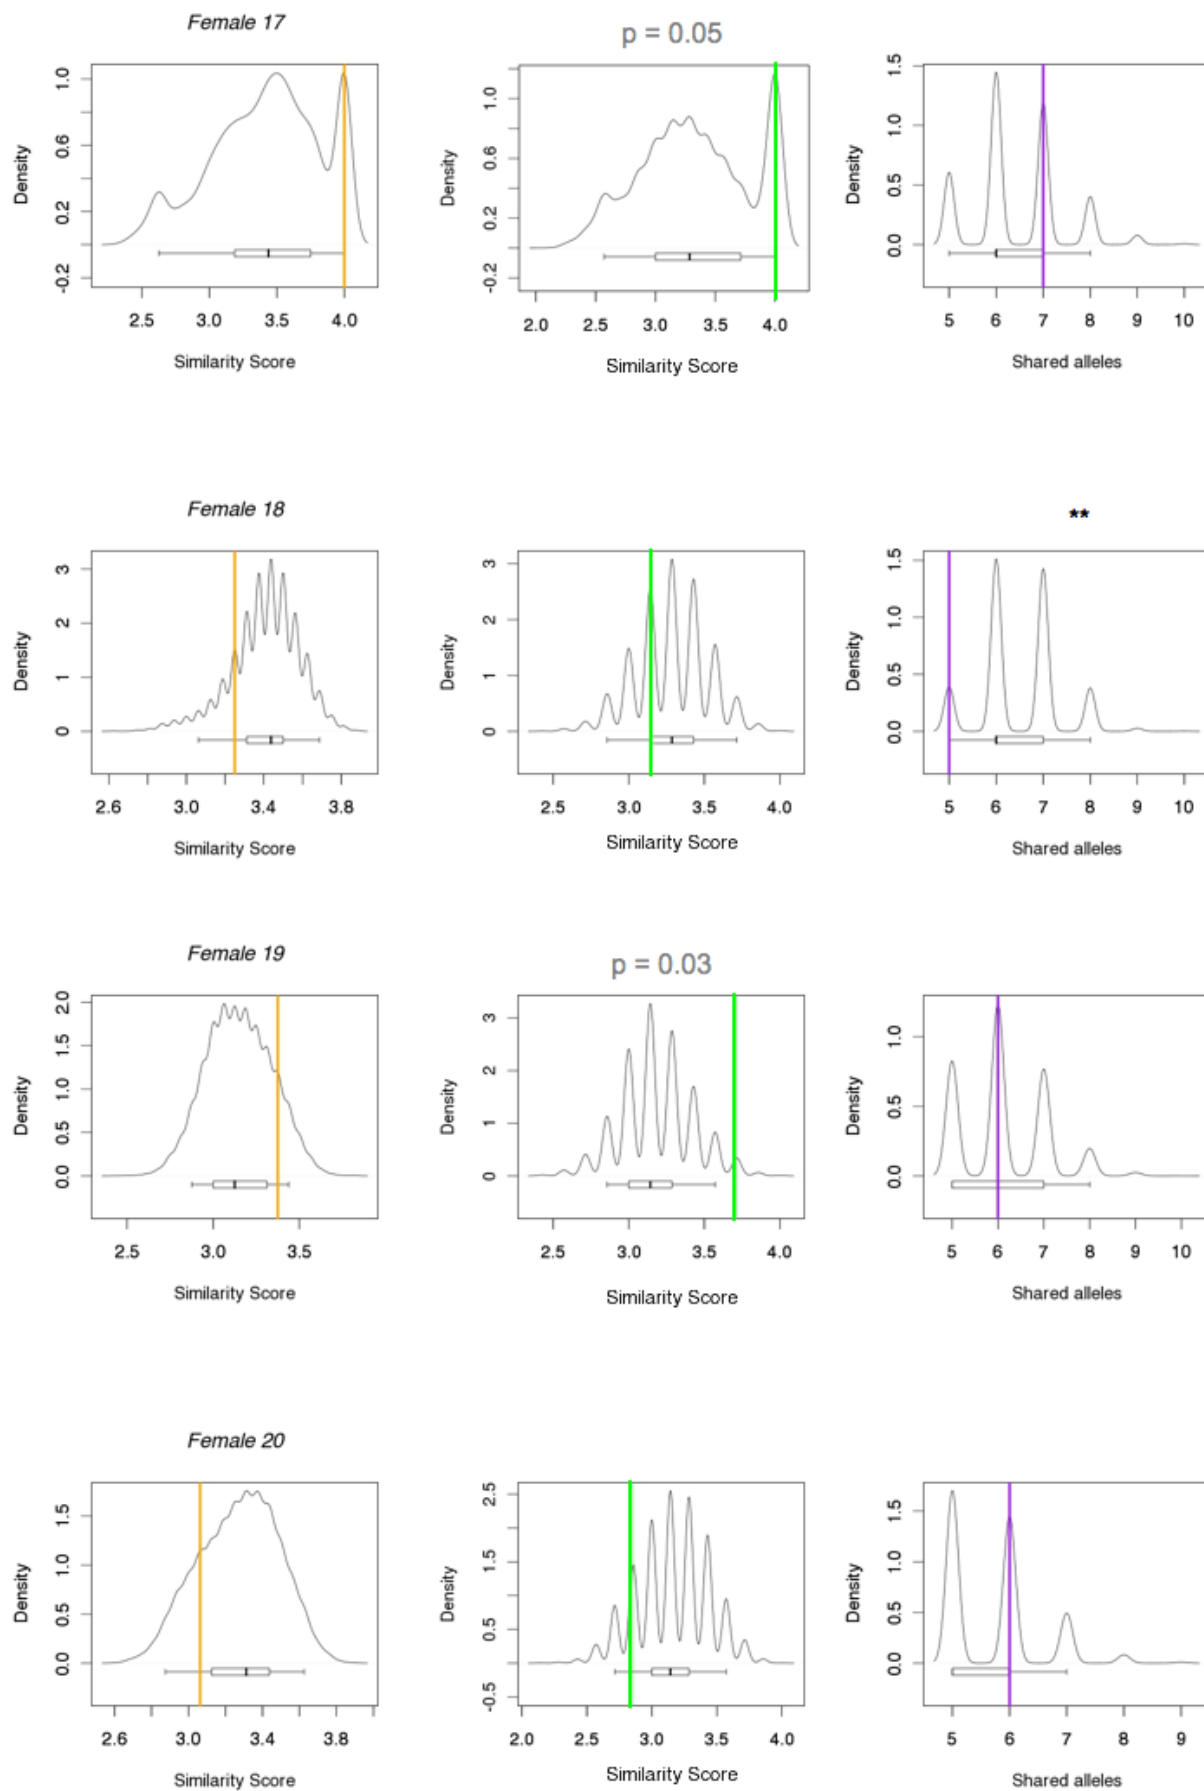 Female 17
p = 0.05
Density
1.0
0.6
0.2
-0.2
2.5 3.0 3.5 4.0
Similarity Score
Density
1.0
0.6
0.2
-0.2
2.0 2.5 3.0 3.5 4.0
Similarity Score
Density
1.5
1.0
0.5
0.0
5 6 7 8 9 10
Shared alleles
Female 18
**
Density
3
2
1
0
2.6 3.0 3.4 3.8
Similarity Score
Density
3
2
1
0
2.5 3.0 3.5 4.0
Similarity Score
Density
1.5
1.0
0.5
0.0
5 6 7 8 9 10
Shared alleles
Female 19
p = 0.03
Density
2.0
1.5
1.0
0.5
0.0
2.5 3.0 3.5
Similarity Score
Density
3
2
1
0
2.5 3.0 3.5 4.0
Similarity Score
Density
1.0
0.5
0.0
5 6 7 8 9 10
Shared alleles
Female 20
Density
1.5
1.0
0.5
0.0
2.6 3.0 3.4 3.8
Similarity Score
Density
2.5
1.5
0.5
-0.5
2.0 2.5 3.0 3.5 4.0
Similarity Score
Density
1.5
1.0
0.5
0.0
5 6 7 8 9
Shared alleles